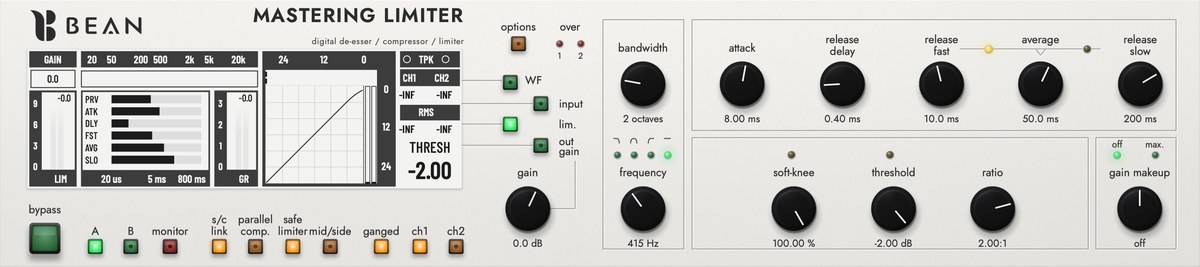 BEAN
MASTERING LIMITER
digital de-esser / compressor / limiter
GAIN
20 50 200 500 2k 5k 20k
24 12 0
TPK
0.0
CH1 CH2
-INF -INF
RMS
-INF -INF
THRESH
-2.00
-0.0
9
6
3
0
LIM
PRV
ATK
DLY
FST
AVG
SLO
20 us 5 ms 800 ms
-0.0
3
2
1
0
GR
0
12
24
options
over
1 2
WF
input
lim.
out
gain
gain
0.0 dB
bandwidth
2 octaves
frequency
415 Hz
attack
8.00 ms
release
delay
0.40 ms
release
fast
10.0 ms
average
50.0 ms
release
slow
200 ms
soft-knee
100.00 %
threshold
-2.00 dB
ratio
2.00:1
off max.
gain makeup
off
bypass
A
B
monitor
s/c
link
parallel
comp.
safe
limiter
mid/side
ganged
ch1
ch2